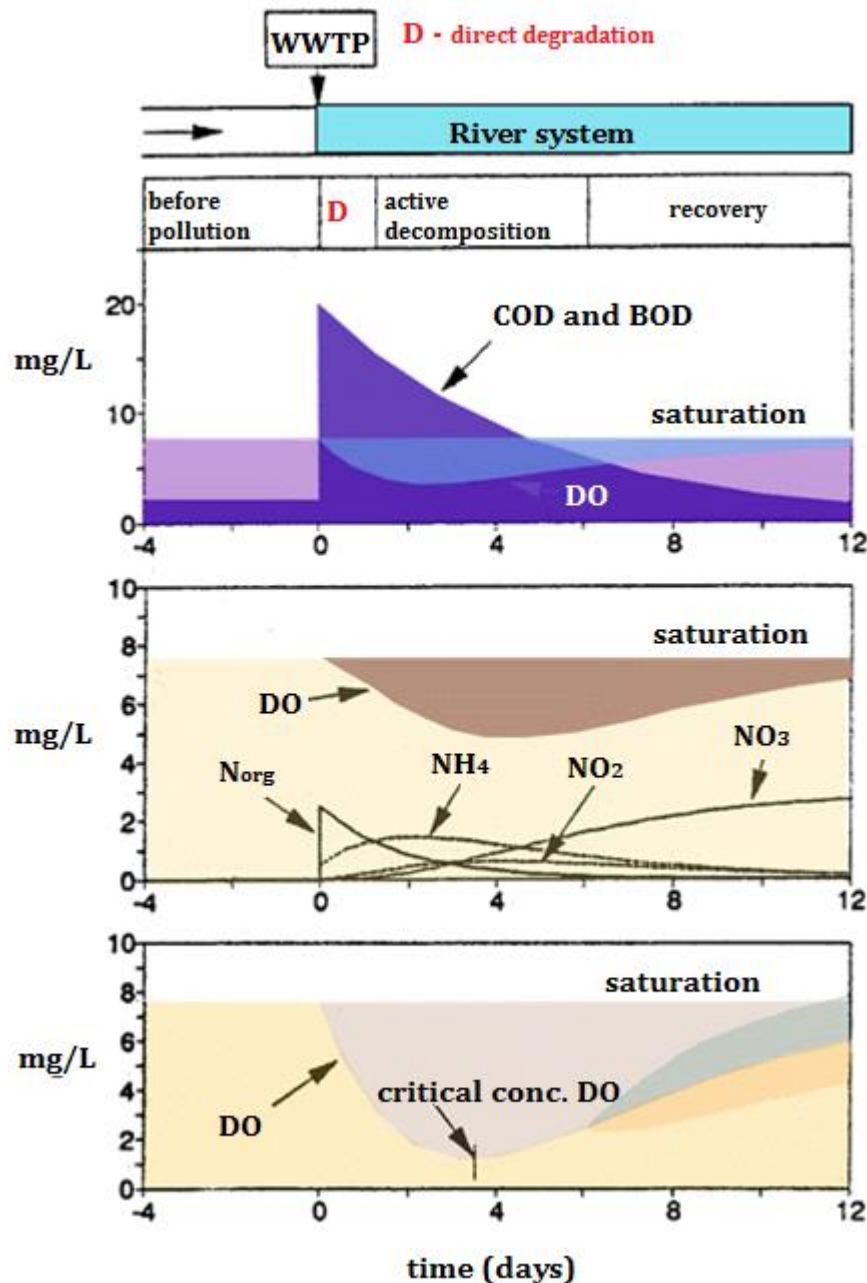 WWTP
D - direct degradation
River system
before
pollution
D
active
decomposition
recovery
20
10
0
mg/L
COD and BOD
saturation
DO
-4
0
4
8
12
10
8
6
4
2
0
mg/L
saturation
DO
Norg
NH4
NO2
NO3
-4
0
4
8
12
10
8
6
4
2
0
mg/L
saturation
DO
critical conc. DO
-4
0
4
8
12
time (days)